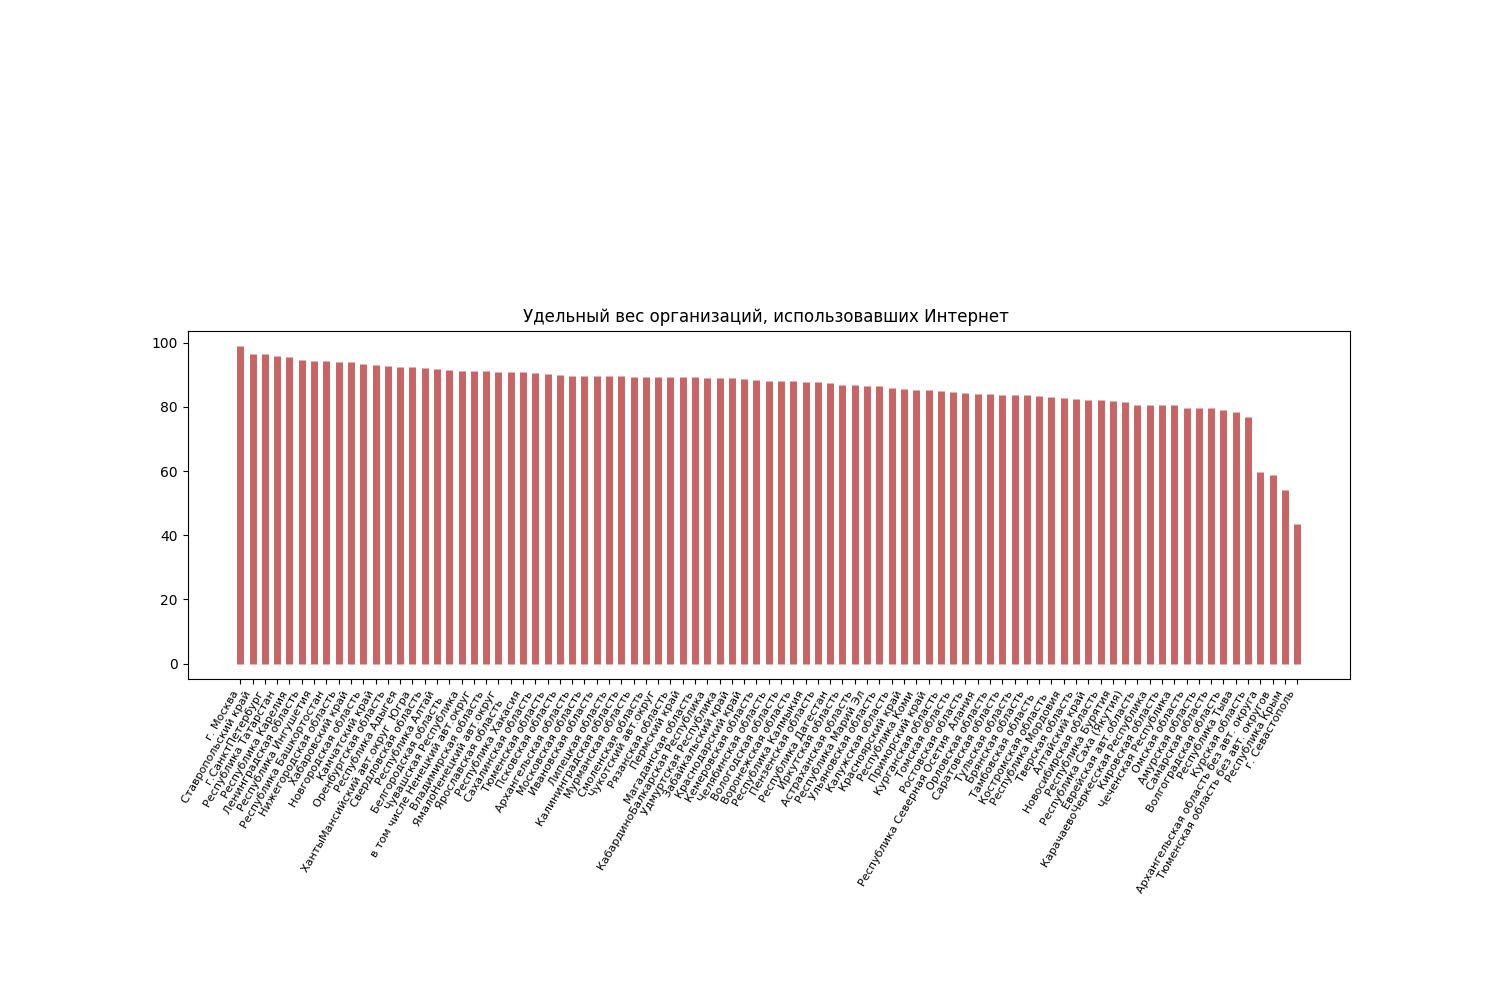 Удельный вес организаций, использовавших Интернет
100
80
60
40
20
0
г. Москва
Ставропольский край
г. СанктПетербург
Республика Татарстан
Республика Карелия
Ленинградская область
Республика Ингушетия
Республика Башкортостан
Нижегородская область
Хабаровский край
Новгородская область
Камчатский край
Оренбургская область
Республика Адыгея
ХантыМансийский авт. округ Югра
Свердловская область
Республика Алтай
Белгородская область
Чувашская Республика
в том числе Ненецкий авт.округ
Владимирская область
ЯмалоНенецкий авт.округ
Ярославская область
Республика Хакасия
Сахалинская область
Тюменская область
Псковская область
Архангельская область
Московская область
Ивановская область
Липецкая область
Калининградская область
Мурманская область
Смоленская область
Чукотский авт.округ
Рязанская область
Пермский край
Магаданская область
КабардиноБалкарская Республика
Удмуртская Республика
Забайкальский край
Краснодарский край
Кемеровская область
Челябинская область
Вологодская область
Воронежская область
Республика Калмыкия
Пензенская область
Республика Дагестан
Иркутская область
Астраханская область
Республика Марий Эл
Ульяновская область
Калужская область
Красноярский край
Республика Коми
Приморский край
Курганская область
Томская область
Ростовская область
Республика Северная Осетия Алания
Орловская область
Саратовская область
Тульская область
Брянская область
Тамбовская область
Костромская область
Республика Мордовия
Тверская область
Алтайский край
Новосибирская область
Республика Бурятия
Республика Саха (Якутия)
Еврейская авт.область
КарачаевоЧеркесская Республика
Кировская область
Чеченская Республика
Омская область
Амурская область
Самарская область
Волгоградская область
Республика Тыва
Курская область
Архангельская область без авт. округа
Тюменская область без авт. округов
Республика Крым
г. Севастополь